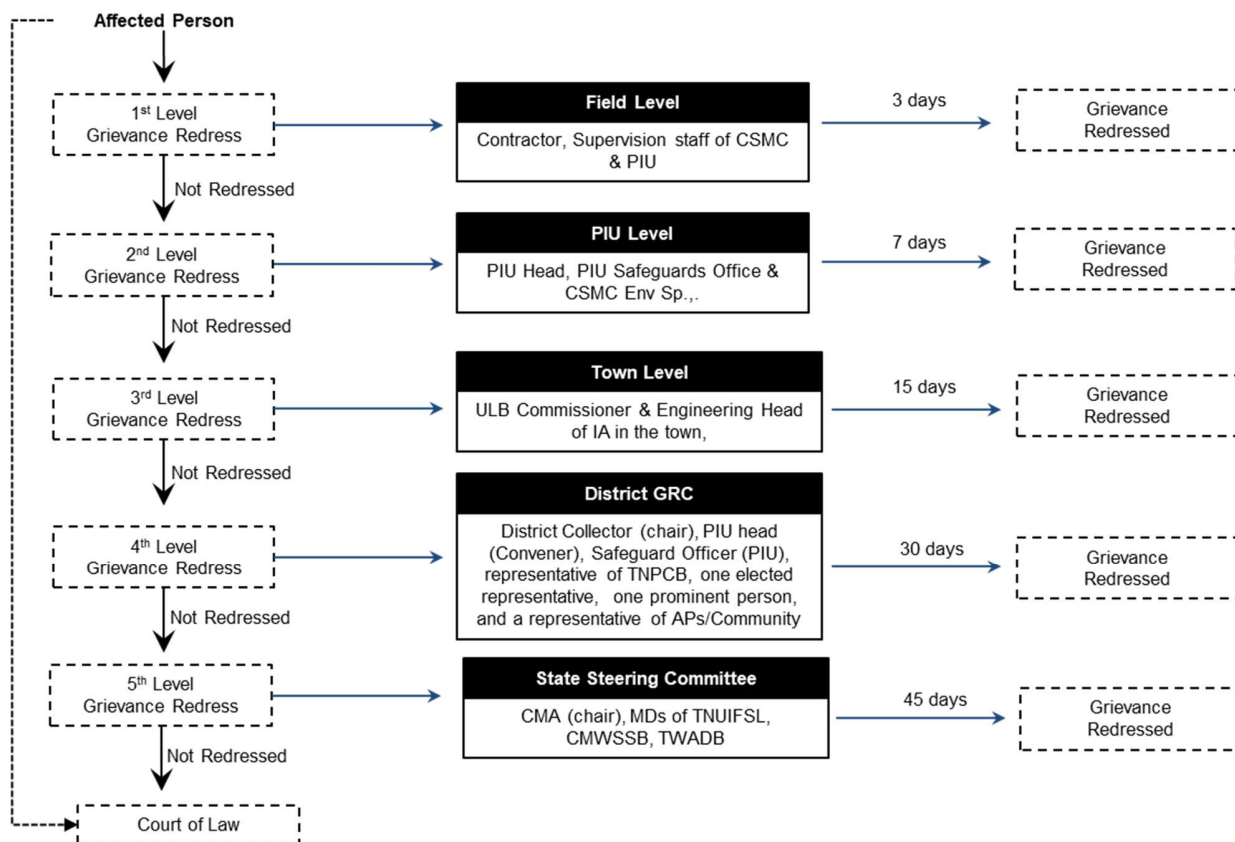 Affected Person
1st Level
Grievance Redress
Field Level
Contractor, Supervision staff of CSMC
& PIU
3 days
Grievance
Redressed
Not Redressed
2nd Level
Grievance Redress
PIU Level
PIU Head, PIU Safeguards Office &
CSMC Env Sp.,.
7 days
Grievance
Redressed
Not Redressed
3rd Level
Grievance Redress
Town Level
ULB Commissioner & Engineering Head
of IA in the town,
15 days
Grievance
Redressed
Not Redressed
4th Level
Grievance Redress
District GRC
District Collector (chair), PIU head
(Convener), Safeguard Officer (PIU),
representative of TNPCB, one elected
representative, one prominent person,
and a representative of APs/Community
30 days
Grievance
Redressed
Not Redressed
5th Level
Grievance Redress
State Steering Committee
CMA (chair), MDs of TNUIFSL,
CMWSSB, TWADB
45 days
Grievance
Redressed
Not Redressed
Court of Law